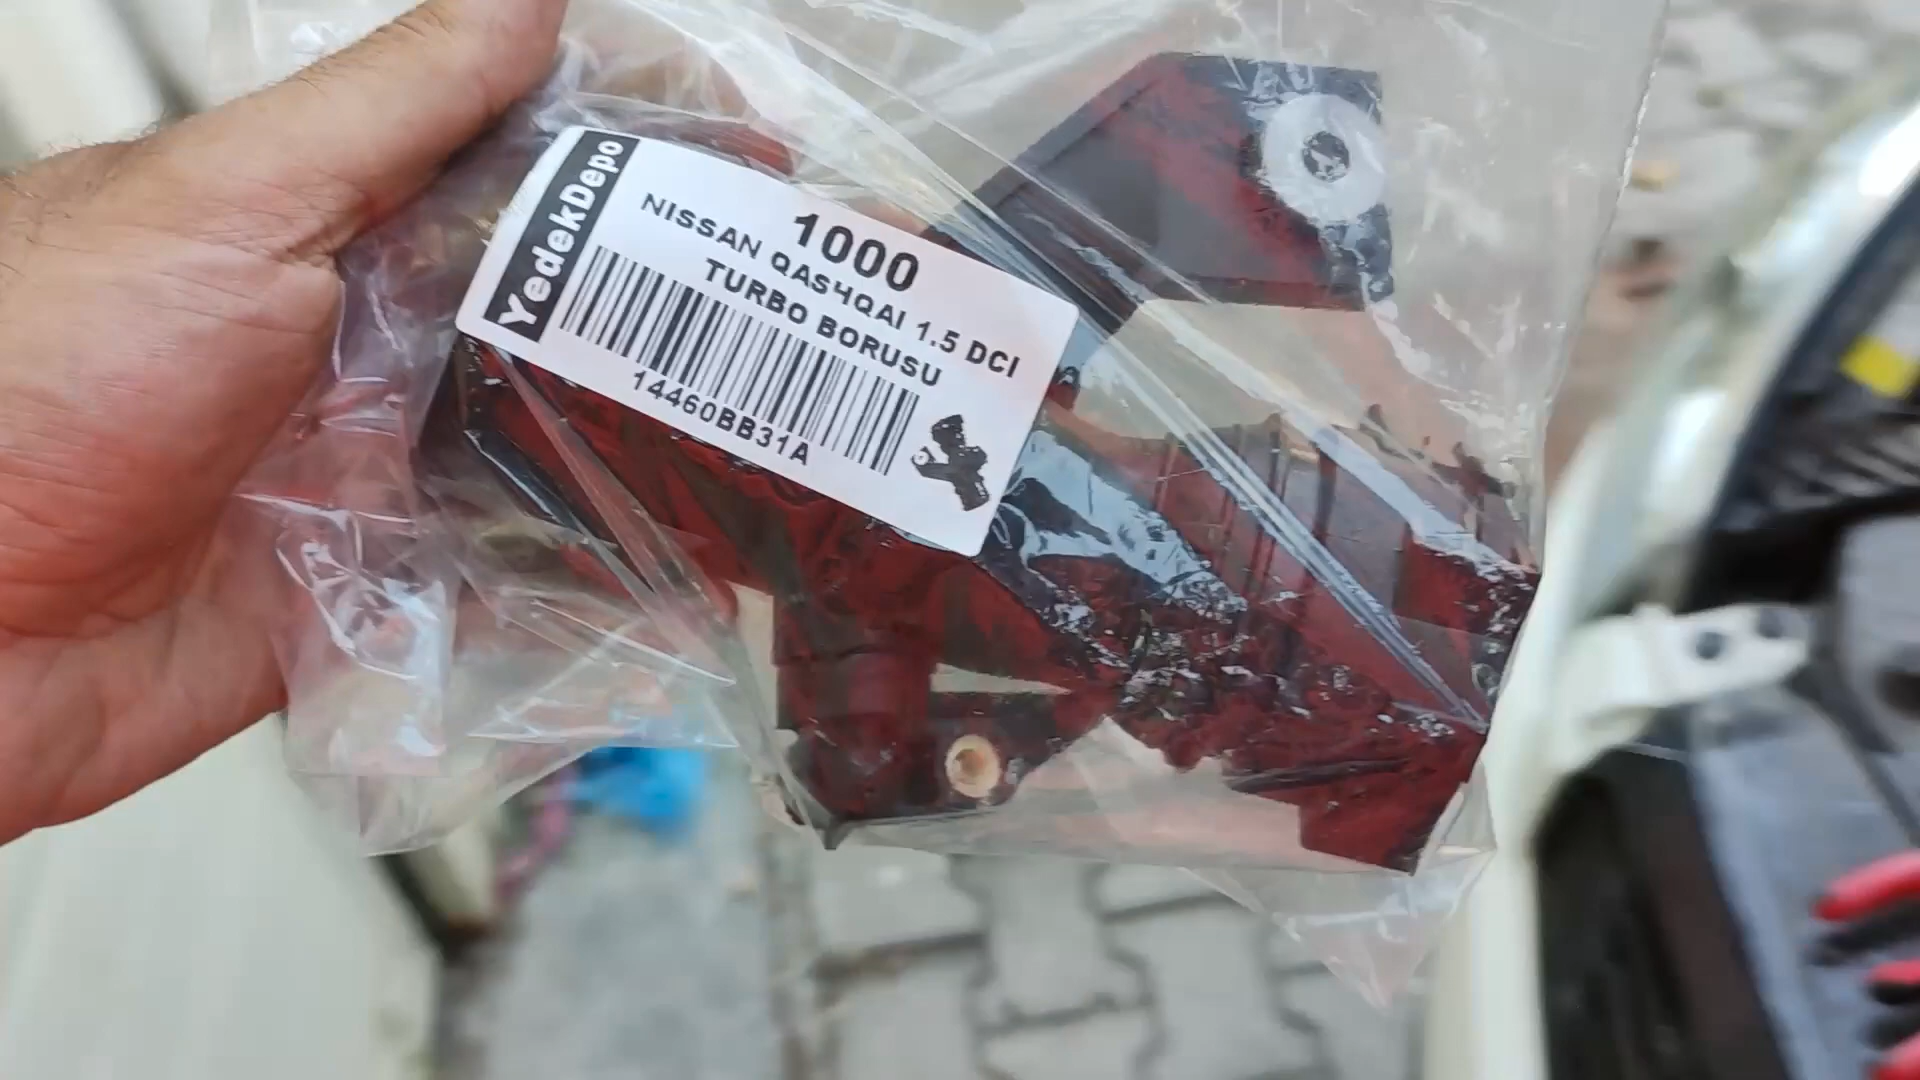 YedekDepo
1000
NISSAN QASHQAI 1.5 DCI
TURBO BORUSU
14460BB31A